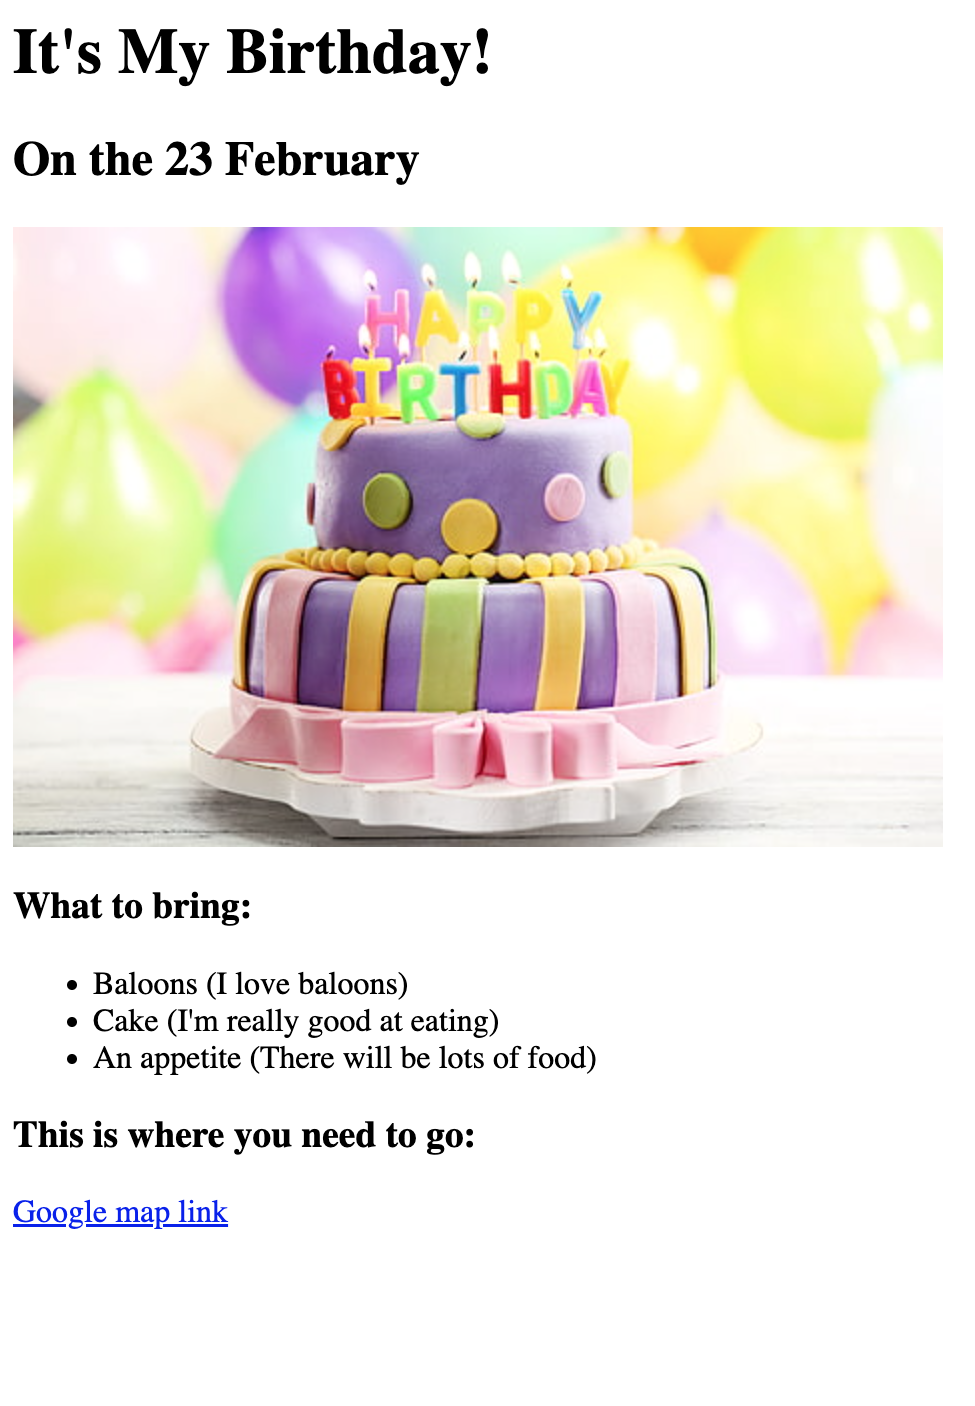 It's My Birthday!
On the 23 February
HAPPY
BIRTHDAY
What to bring:
Baloons (I love baloons)
Cake (I'm really good at eating)
An appetite (There will be lots of food)
This is where you need to go:
Google map link